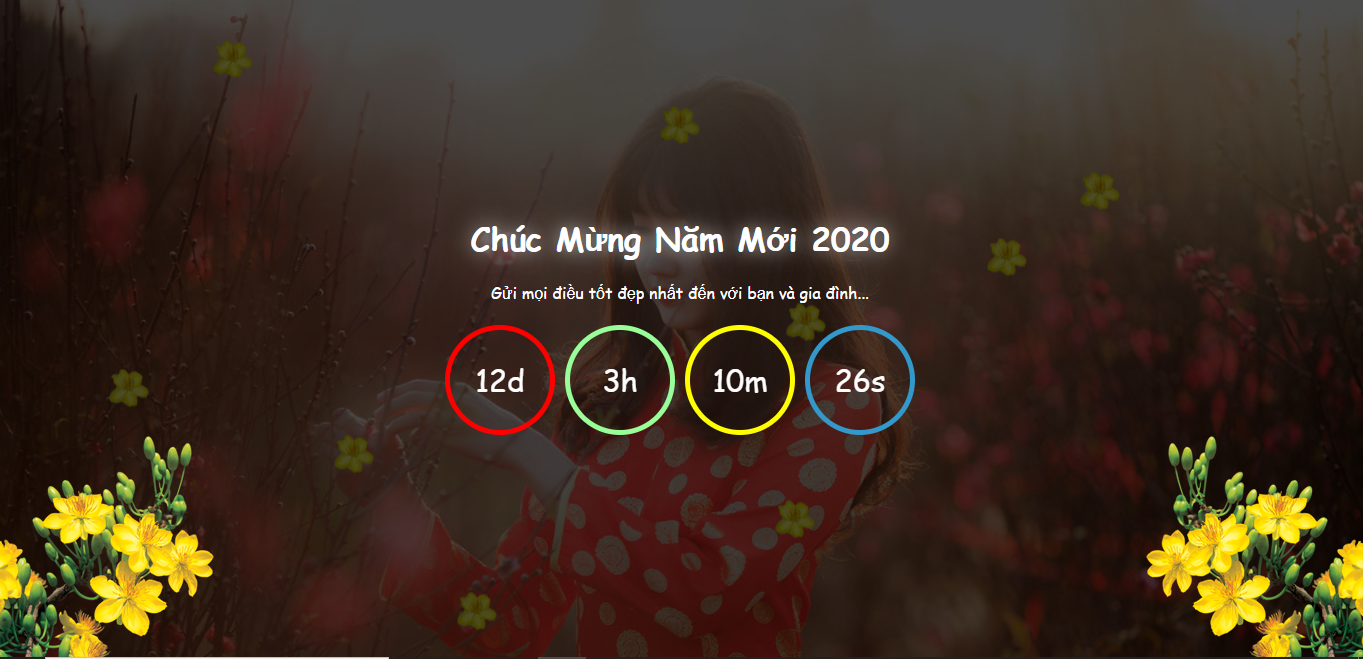 Chúc Mừng Năm Mới 2020
Gửi mọi điều tốt đẹp nhất đến với bạn và gia đình...
12d 3h 10m 26s